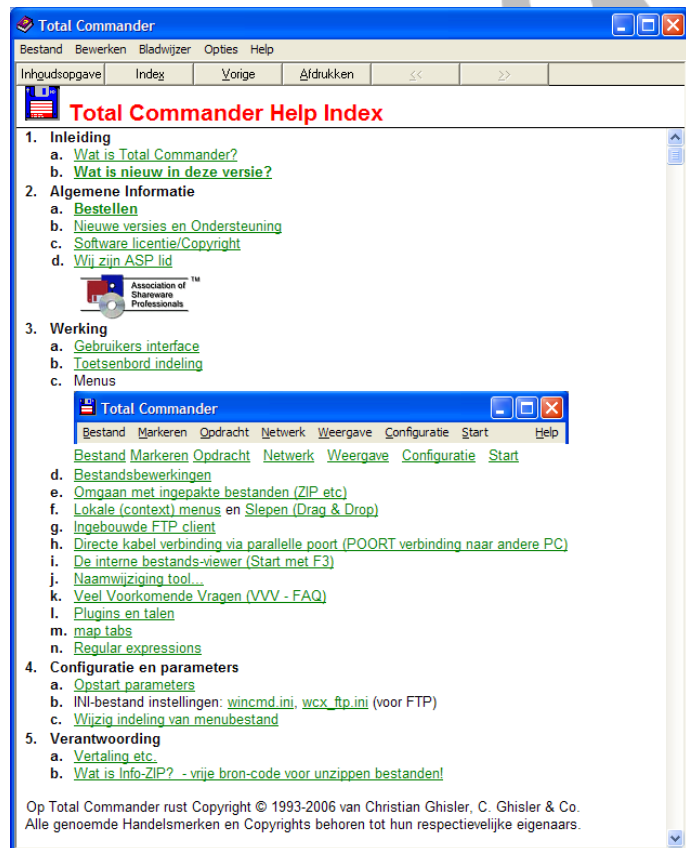 Total Commander
Bestand Bewerken Bladwijzer Opties Help
Inhoudsopgave Index Vorige Afdrukken << >>
Total Commander Help Index
1. Inleiding
a. Wat is Total Commander?
b. Wat is nieuw in deze versie?
2. Algemene Informatie
a. Bestellen
b. Nieuwe versies en Ondersteuning
c. Software licentie/Copyright
d. Wij zijn ASP lid
Association of TM
Shareware
Professionals
3. Werking
a. Gebruikers interface
b. Toetsenbord indeling
c. Menus
Total Commander
Bestand Markeren Opdracht Netwerk Weergave Configuratie Start Help
Bestand Markeren Opdracht Netwerk Weergave Configuratie Start
d. Bestandsbewerkingen
e. Omgaan met ingepakte bestanden (ZIP etc)
f. Lokale (context) menus en Slepen (Drag & Drop)
g. Ingebouwde FTP client
h. Directe kabel verbinding via parallelle poort (POORT verbinding naar andere PC)
i. De interne bestands-viewer (Start met F3)
j. Naamwijziging tool...
k. Veel Voorkomende Vragen (VVV - FAQ)
l. Plugins en talen
m. map tabs
n. Regular expressions
4. Configuratie en parameters
a. Opstart parameters
b. INI-bestand instellingen: wincmd.ini, wcx_ftp.ini (voor FTP)
c. Wijzig indeling van menubestand
5. Verantwoording
a. Vertaling etc.
b. Wat is Info-ZIP? - vrije bron-code voor unzippen bestanden!
Op Total Commander rust Copyright © 1993-2006 van Christian Ghisler, C. Ghisler & Co.
Alle genoemde Handelsmerken en Copyrights behoren tot hun respectievelijke eigenaars.